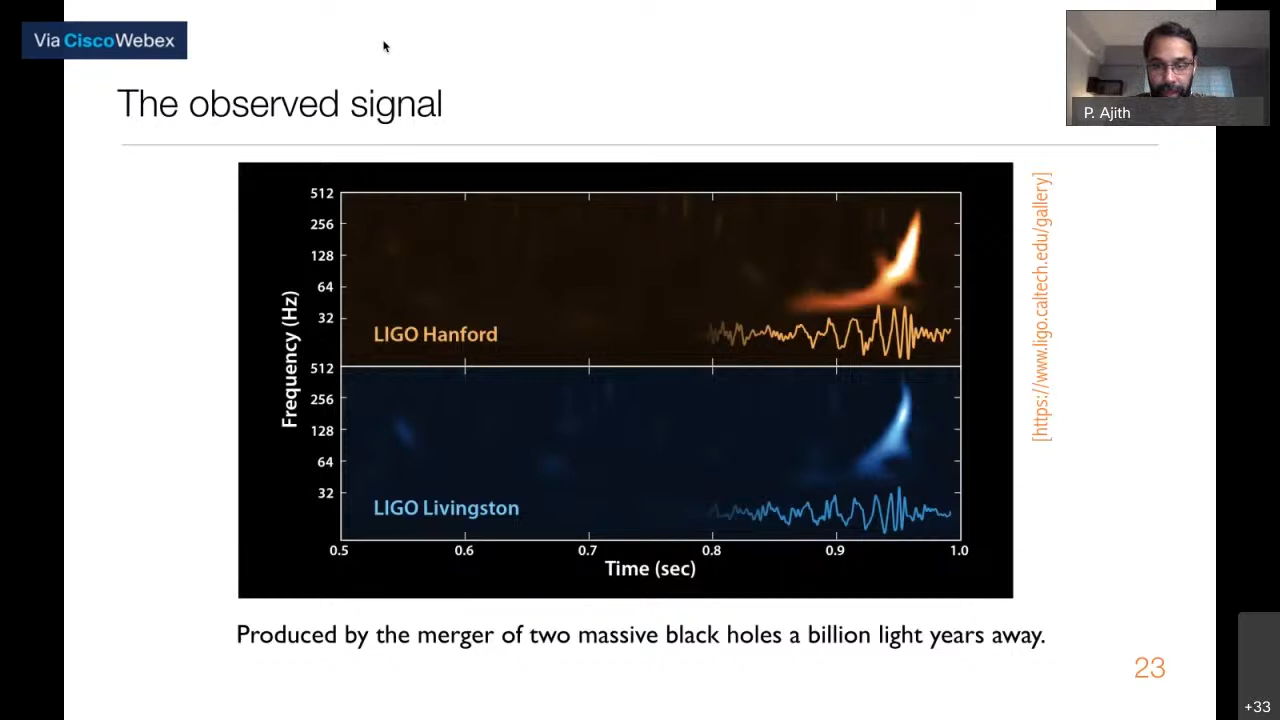 Via CiscoWebex
P. Ajith
The observed signal
[https://www.ligo.caltech.edu/gallery]
Frequency (Hz)
512
256
128
64
32
LIGO Hanford
512
256
128
64
32
LIGO Livingston
0.5 0.6 0.7 0.8 0.9 1.0
Time (sec)
Produced by the merger of two massive black holes a billion light years away.
23
+33